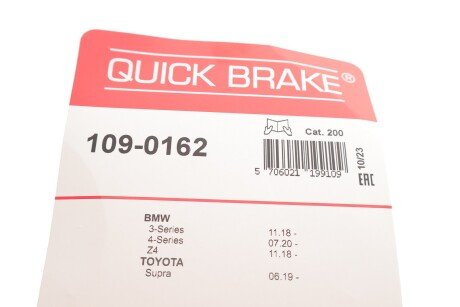 QUICK BRAKE®
109-0162
Cat. 200
5 706021 199109
10/23
EAC
BMW
3-Series 11.18 -
4-Series 07.20 -
Z4 11.18 -
TOYOTA
Supra 06.19 -